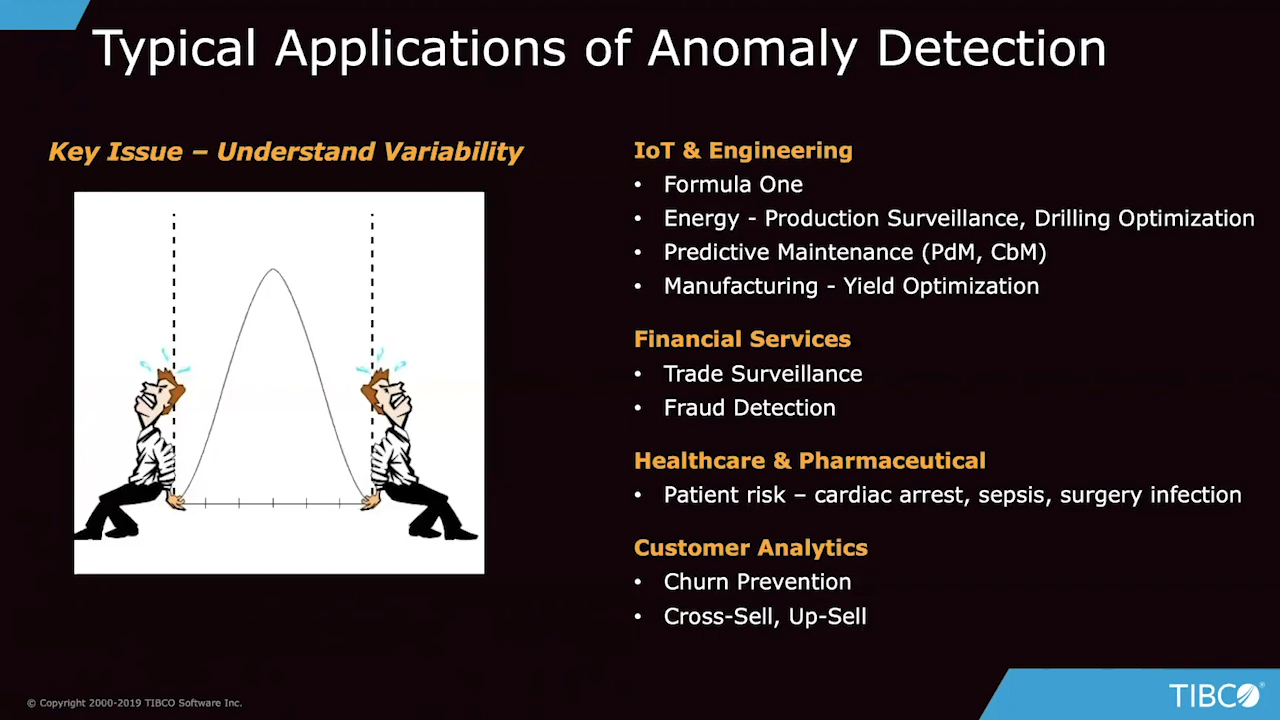 Typical Applications of Anomaly Detection
Key Issue – Understand Variability
IoT & Engineering
• Formula One
• Energy - Production Surveillance, Drilling Optimization
• Predictive Maintenance (PdM, CbM)
• Manufacturing - Yield Optimization
Financial Services
• Trade Surveillance
• Fraud Detection
Healthcare & Pharmaceutical
• Patient risk – cardiac arrest, sepsis, surgery infection
Customer Analytics
• Churn Prevention
• Cross-Sell, Up-Sell
© Copyright 2000-2019 TIBCO Software Inc.
TIBCO®